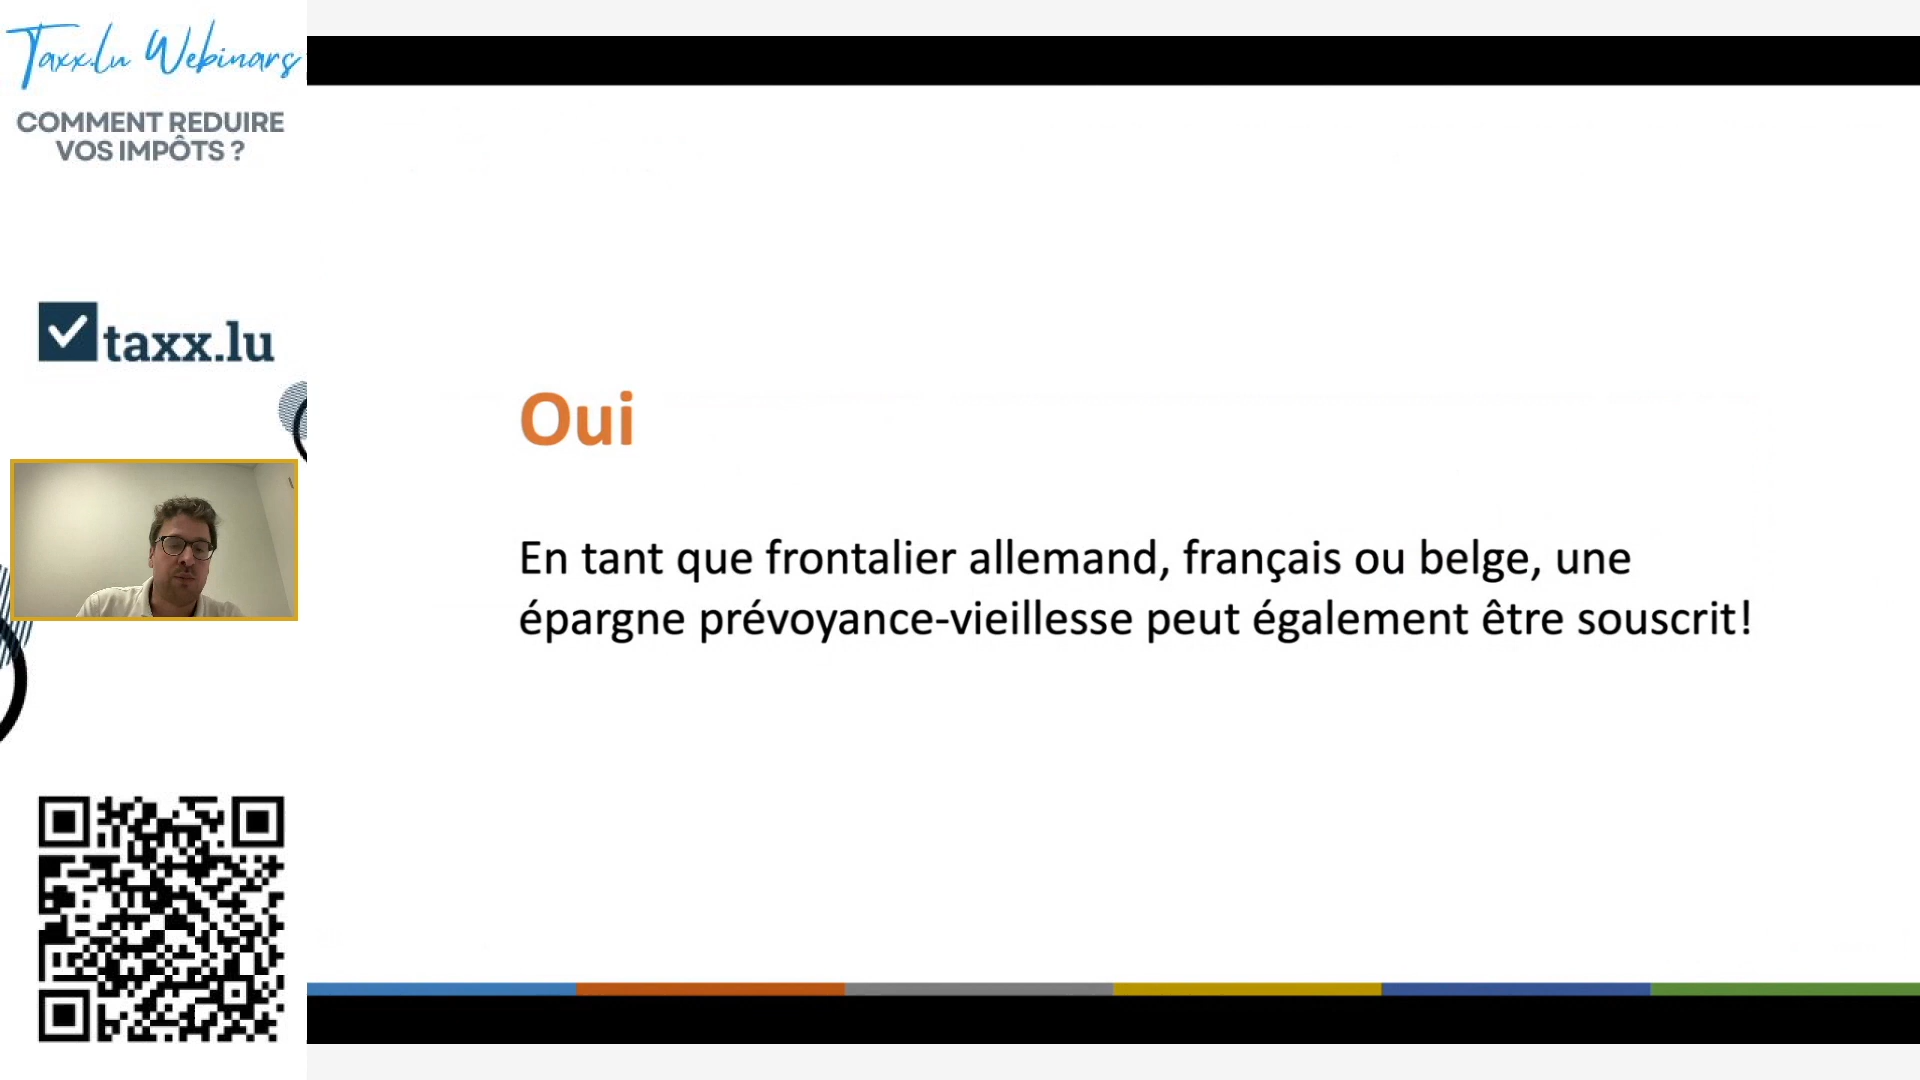 Taxx.lu Webinars
COMMENT REDUIRE
VOS IMPÔTS ?
taxx.lu
Oui
En tant que frontalier allemand, français ou belge, une
épargne prévoyance-vieillesse peut également être souscrit!